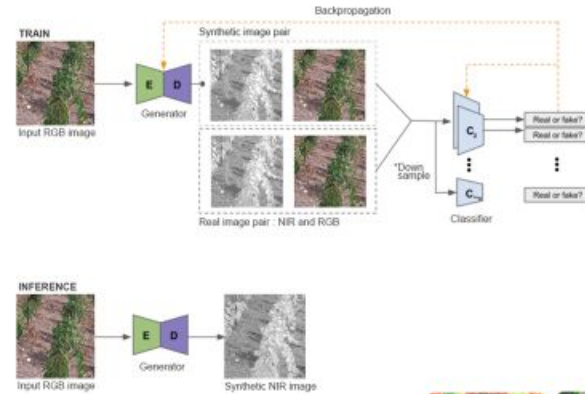 Backpropagation
TRAIN
Synthetic image pair
E
D
Generator
Input RGB image
Real or fake?
Real or fake?
*Down
sample
Real or fake?
Classifier
Real image pair : NIR and RGB
INFERENCE
E
D
Generator
Input RGB image
Synthetic NIR image